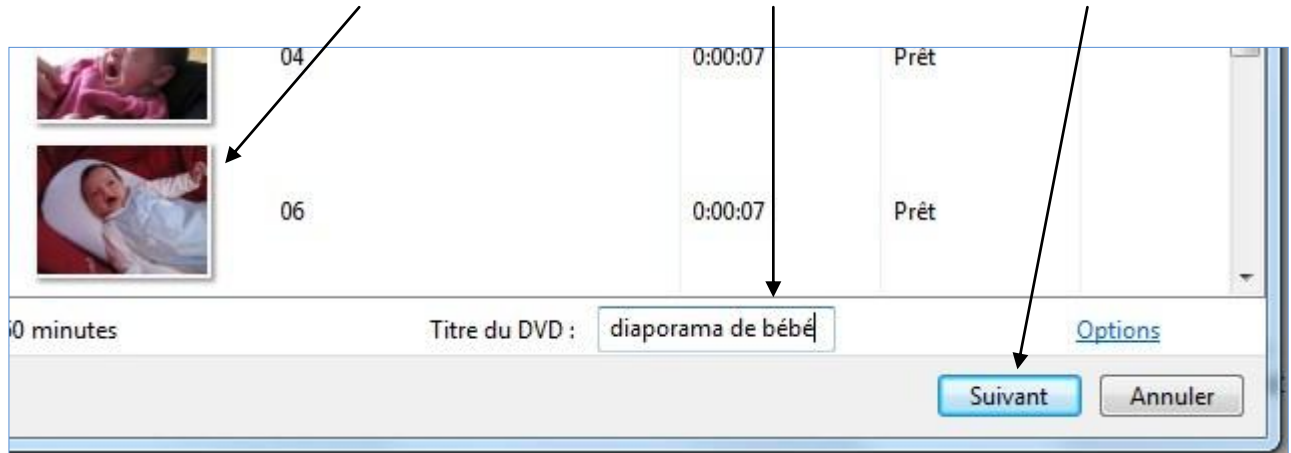 04 0:00:07 Prêt
06 0:00:07 Prêt
0 minutes Titre du DVD : diaporama de bébé Options
Suivant Annuler